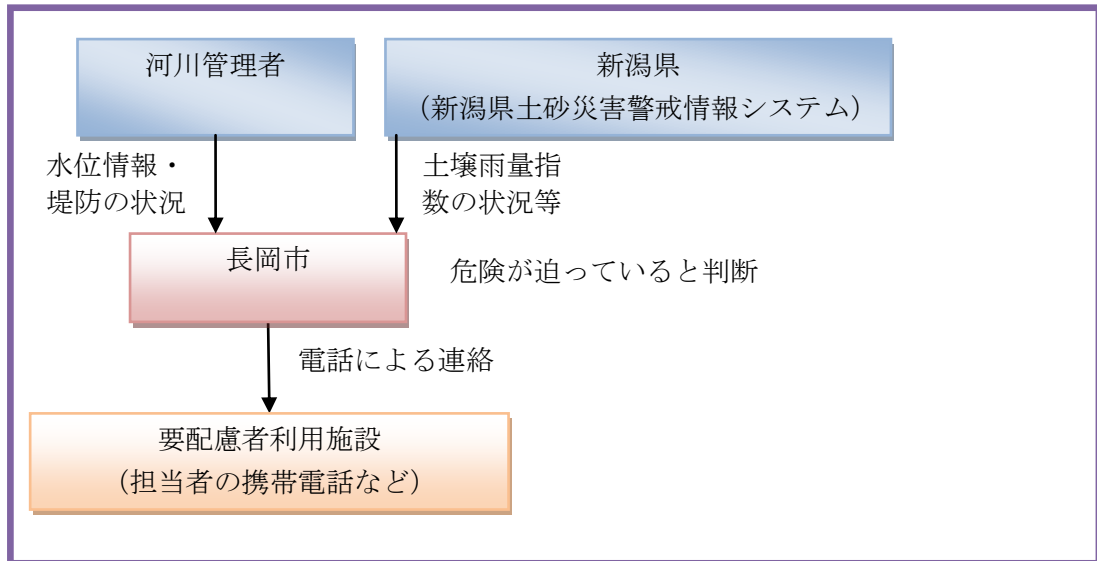 河川管理者
新潟県
（新潟県土砂災害警戒情報システム）
水位情報・
堤防の状況
土壌雨量指
数の状況等
長岡市
危険が迫っていると判断
電話による連絡
要配慮者利用施設
（担当者の携帯電話など）